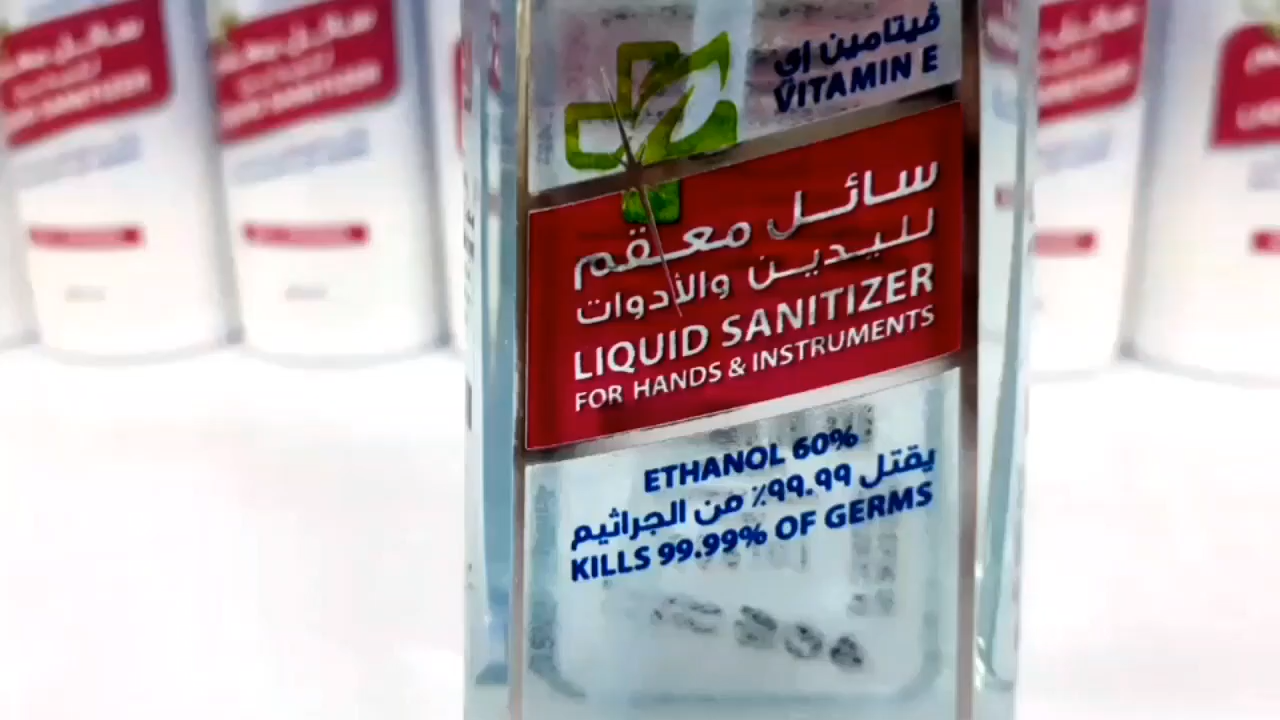 فيتامين اي
VITAMIN E
سائل معقم
لليدين والأدوات
LIQUID SANITIZER
FOR HANDS & INSTRUMENTS
ETHANOL 60%
يقتل 99.99٪ من الجراثيم
KILLS 99.99% OF GERMS